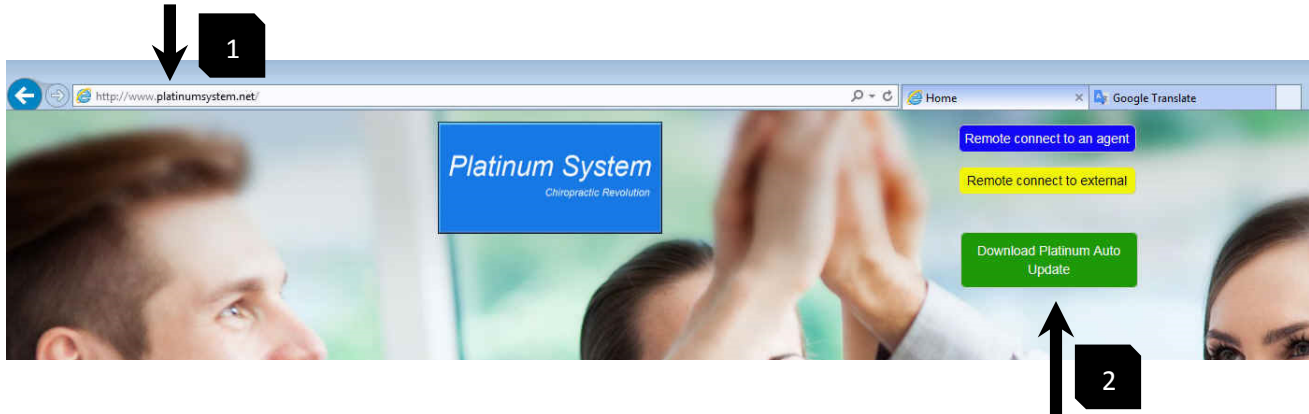 1
http://www.platinumsystem.net/
Home
Google Translate
Platinum System
Chiropractic Revolution
Remote connect to an agent
Remote connect to external
Download Platinum Auto
Update
2